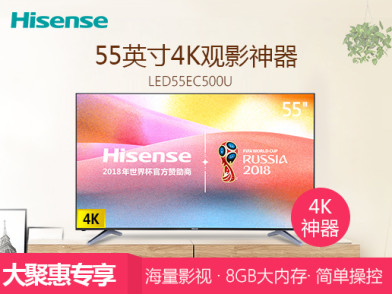 Hisense
55英寸4K观影神器
LED55EC500U
55"
Hisense
2018年世界杯官方赞助商
FIFA WORLD CUP
RUSSIA
2018
4K
4K
神器
大聚惠专享
海量影视 · 8GB大内存· 简单操控